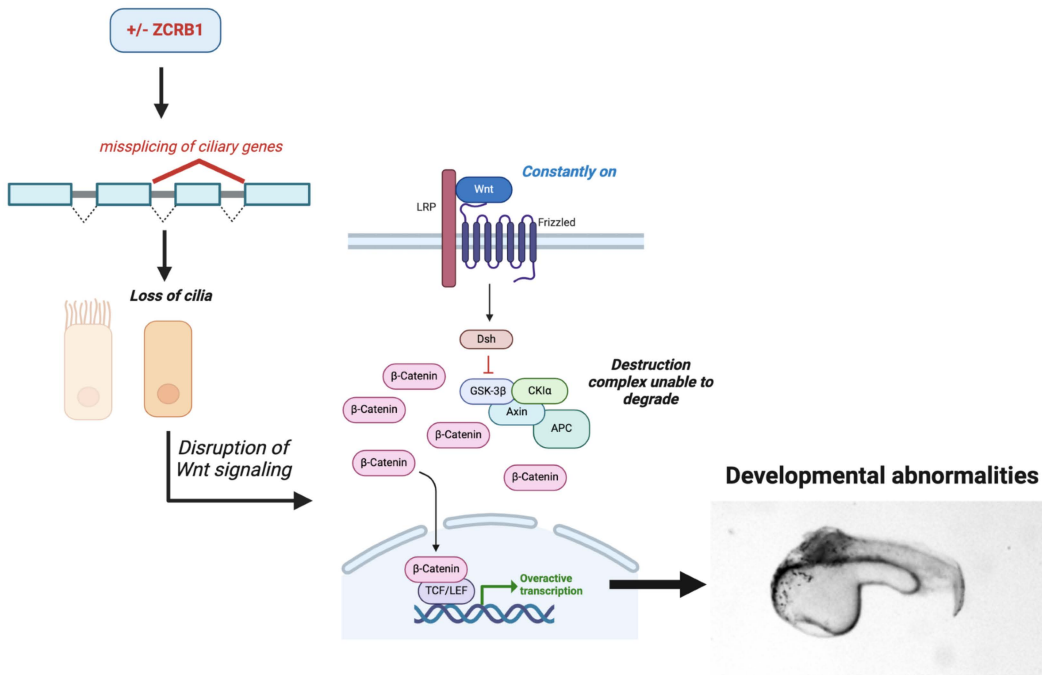 +/- ZCRB1
missplicing of ciliary genes
Loss of cilia
Disruption of
Wnt signaling
Constantly on
Wnt
LRP
Frizzled
Dsh
Destruction
complex unable to
degrade
β-Catenin
GSK-3β
CKIα
β-Catenin
Axin
APC
β-Catenin
β-Catenin
β-Catenin
β-Catenin
TCF/LEF
Overactive
transcription
Developmental abnormalities